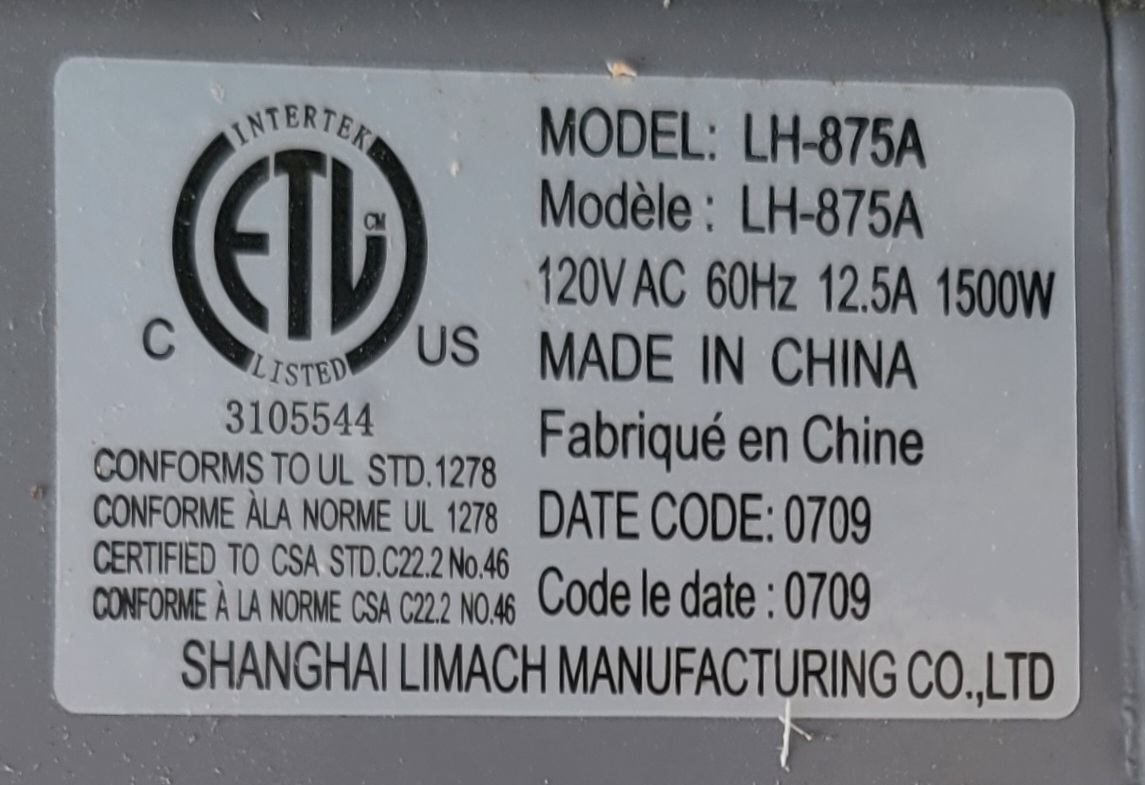 INTERTEK
ETL CM
LISTED
C US
3105544
CONFORMS TO UL STD.1278
CONFORME ÀLA NORME UL 1278
CERTIFIED TO CSA STD.C22.2 No.46
CONFORME À LA NORME CSA C22.2 NO.46
MODEL: LH-875A
Modèle : LH-875A
120V AC 60Hz 12.5A 1500W
MADE IN CHINA
Fabriqué en Chine
DATE CODE: 0709
Code le date : 0709
SHANGHAI LIMACH MANUFACTURING CO.,LTD